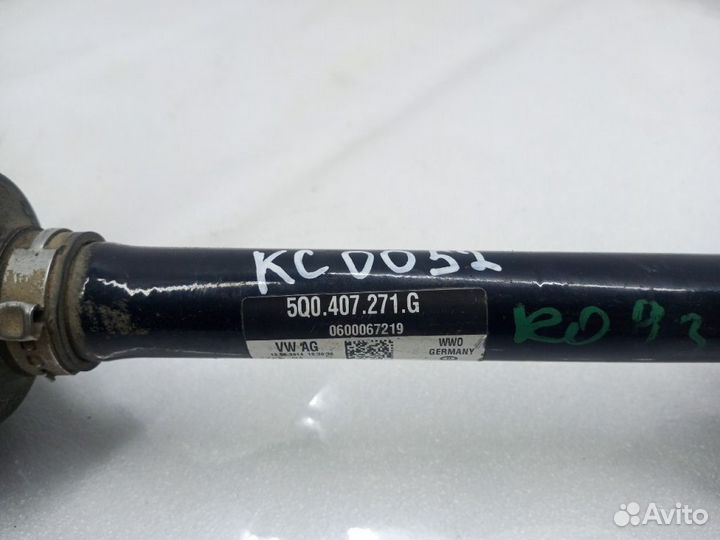 KCD052
5Q0.407.271.G
0600067219
VW AG
WWO
GERMANY
Avito